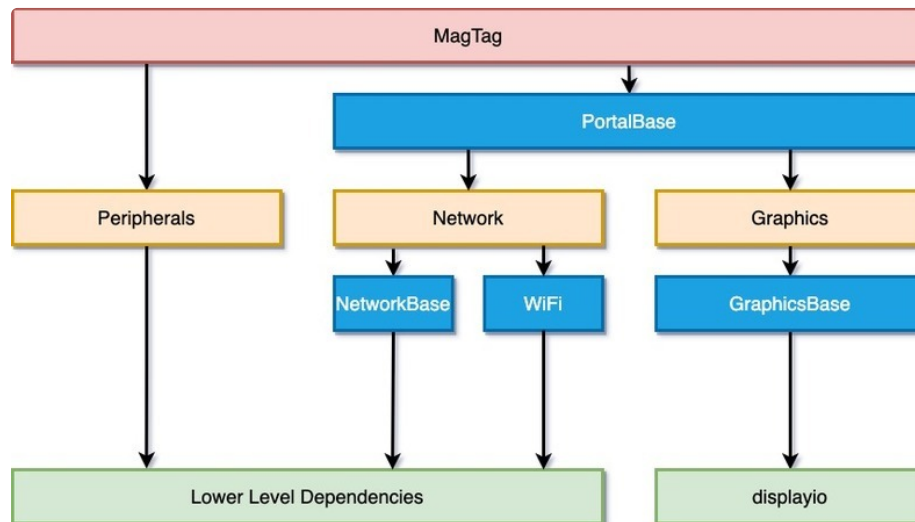 MagTag
PortalBase
Peripherals
Network
Graphics
NetworkBase
WiFi
GraphicsBase
Lower Level Dependencies
displayio